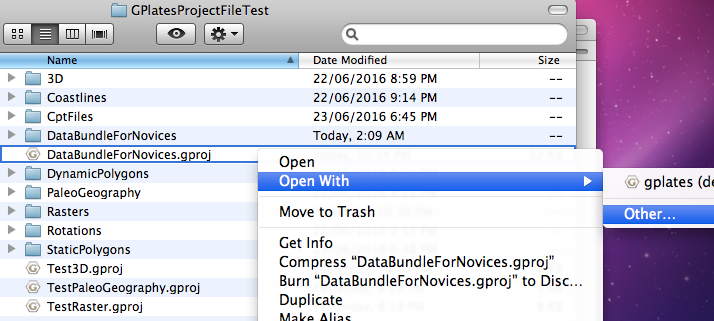 GPlatesProjectFileTest
Name Date Modified Size
3D 22/06/2016 8:59 PM --
Coastlines 22/06/2016 9:14 PM --
CptFiles 23/06/2016 6:45 PM --
DataBundleForNovices Today, 2:09 AM --
DataBundleForNovices.gproj
Open
DynamicPolygons
Open With
gplates (de
PaleoGeography
Rasters
Move to Trash
Other...
Rotations
StaticPolygons
Get Info
Test3D.gproj
Compress “DataBundleForNovices.gproj”
TestPaleoGeography.gproj
Burn “DataBundleForNovices.gproj” to Disc...
TestRaster.gproj
Duplicate
Make Alias